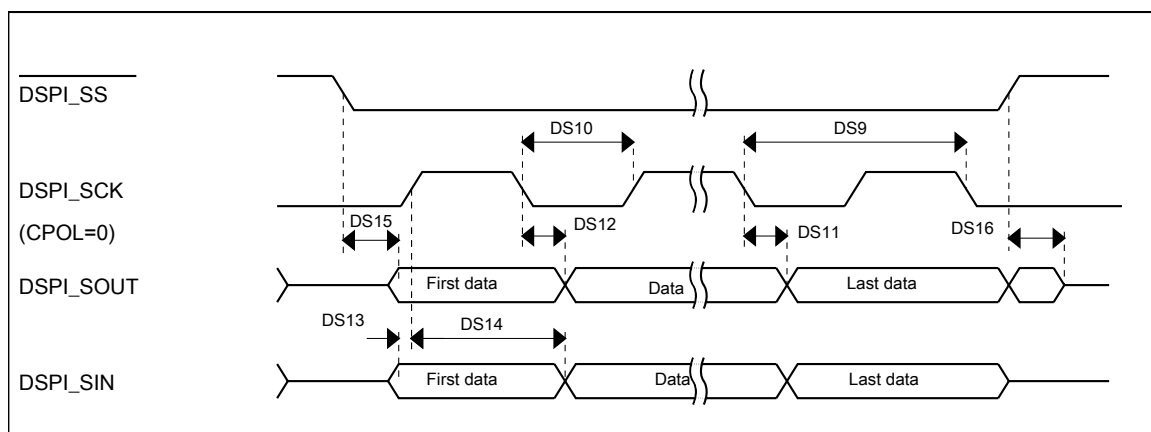 DSPI_SS
DS10
DS9
DSPI_SCK
(CPOL=0)
DS15
DS12
DS11
DS16
DSPI_SOUT
First data
Data
Last data
DS13
DS14
DSPI_SIN
First data
Data
Last data